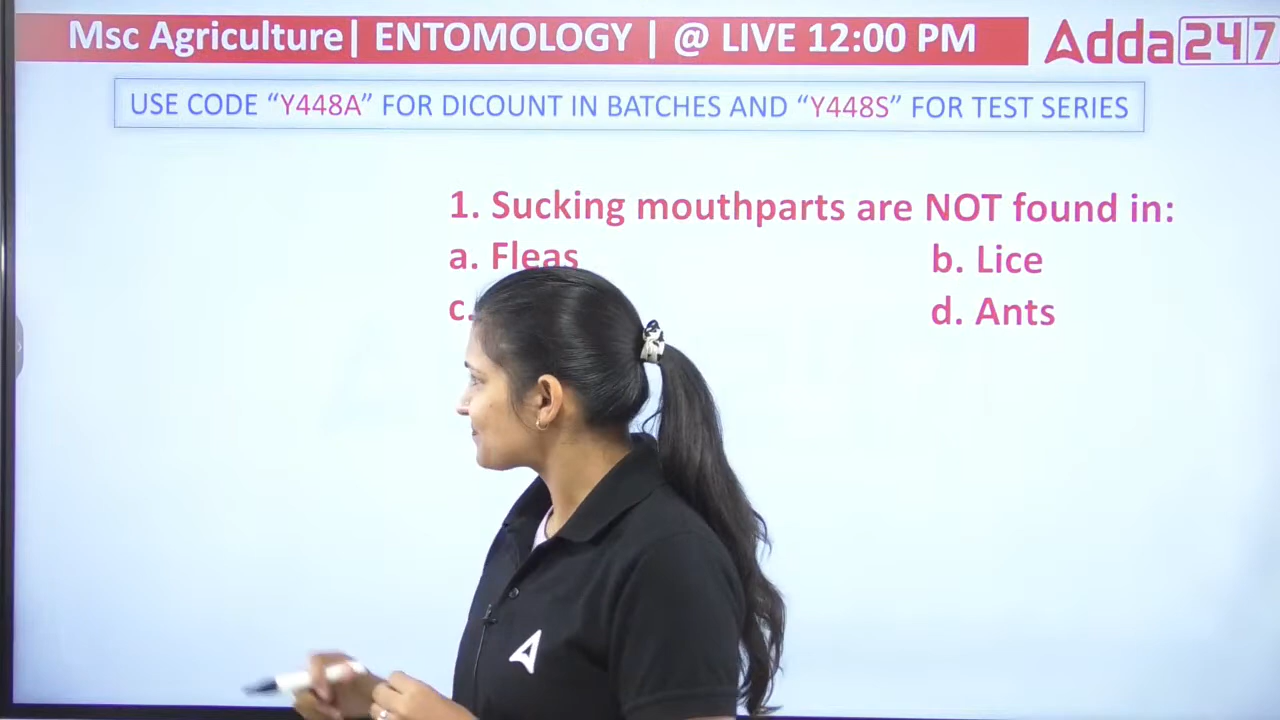 Msc Agriculture| ENTOMOLOGY | @ LIVE 12:00 PM
Adda247
USE CODE “Y448A” FOR DICOUNT IN BATCHES AND “Y448S” FOR TEST SERIES
1. Sucking mouthparts are NOT found in:
a. Fleas b. Lice
c. d. Ants